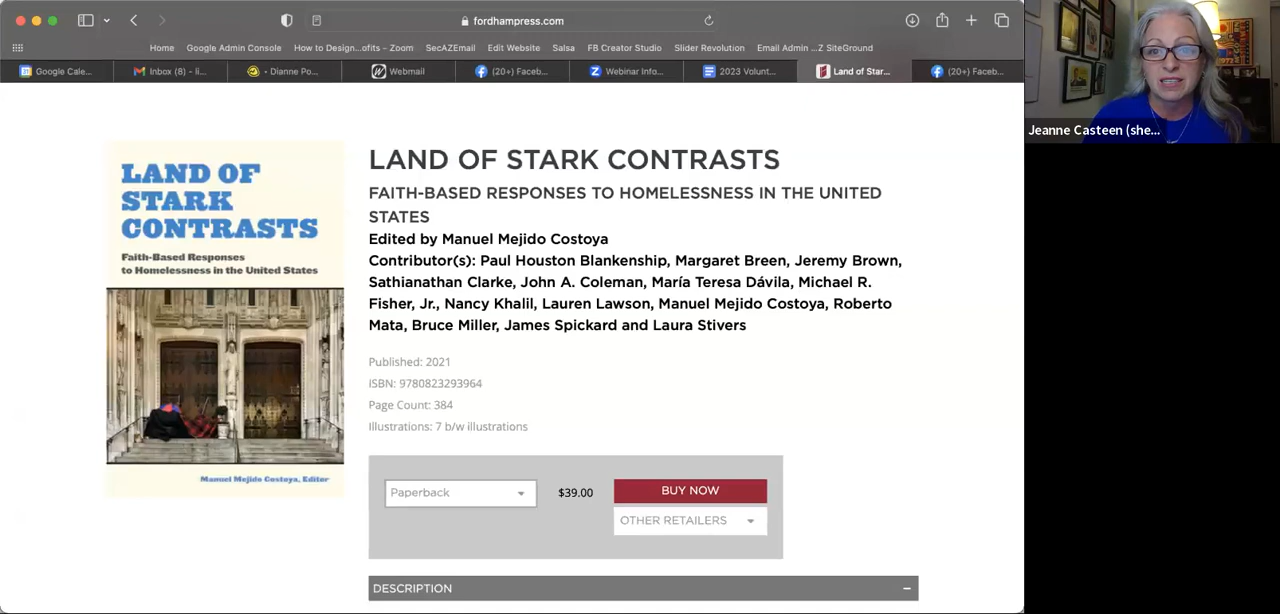 fordhampress.com
Home
Google Admin Console
How to Design...ofits – Zoom
SecAZEmail
Edit Website
Salsa
FB Creator Studio
Slider Revolution
Email Admin ...Z SiteGround
Google Cale...
Inbox (8) - li...
• Dianne Po...
Webmail
(20+) Faceb...
Webinar Info...
2023 Volunt...
Land of Star...
(20+) Faceb...
Jeanne Casteen (she...
LAND OF
STARK
CONTRASTS
Faith-Based Responses
to Homelessness in the United States
Manuel Mejido Costoya, Editor
LAND OF STARK CONTRASTS
FAITH-BASED RESPONSES TO HOMELESSNESS IN THE UNITED
STATES
Edited by Manuel Mejido Costoya
Contributor(s): Paul Houston Blankenship, Margaret Breen, Jeremy Brown,
Sathianathan Clarke, John A. Coleman, María Teresa Dávila, Michael R.
Fisher, Jr., Nancy Khalil, Lauren Lawson, Manuel Mejido Costoya, Roberto
Mata, Bruce Miller, James Spickard and Laura Stivers
Published: 2021
ISBN: 9780823293964
Page Count: 384
Illustrations: 7 b/w illustrations
Paperback
$39.00
BUY NOW
OTHER RETAILERS
DESCRIPTION